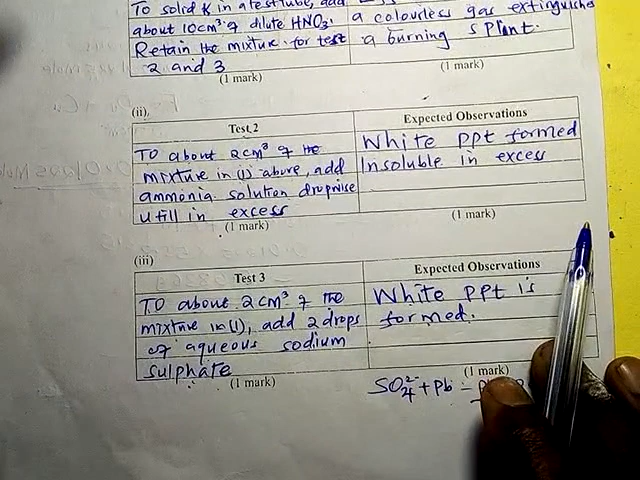 To solid K in a test tube, add
about 10cm³ of dilute HNO3.
Retain the mixture for test
2 and 3
a colourless gas extinguishes
a burning splint.
(1 mark)
(1 mark)
(ii)
Test 2
Expected Observations
To about 2cm³ of the
mixture in (i) above, add
ammonia solution dropwise
utill in excess
White ppt formed
Insoluble in excess
(1 mark)
(1 mark)
(iii)
Test 3
Expected Observations
To about 2cm³ of the
mixture in (i), add 2 drops
of aqueous sodium
sulphate
White ppt is
formed.
(1 mark)
(1 mark)
SO4²⁻ + Pb